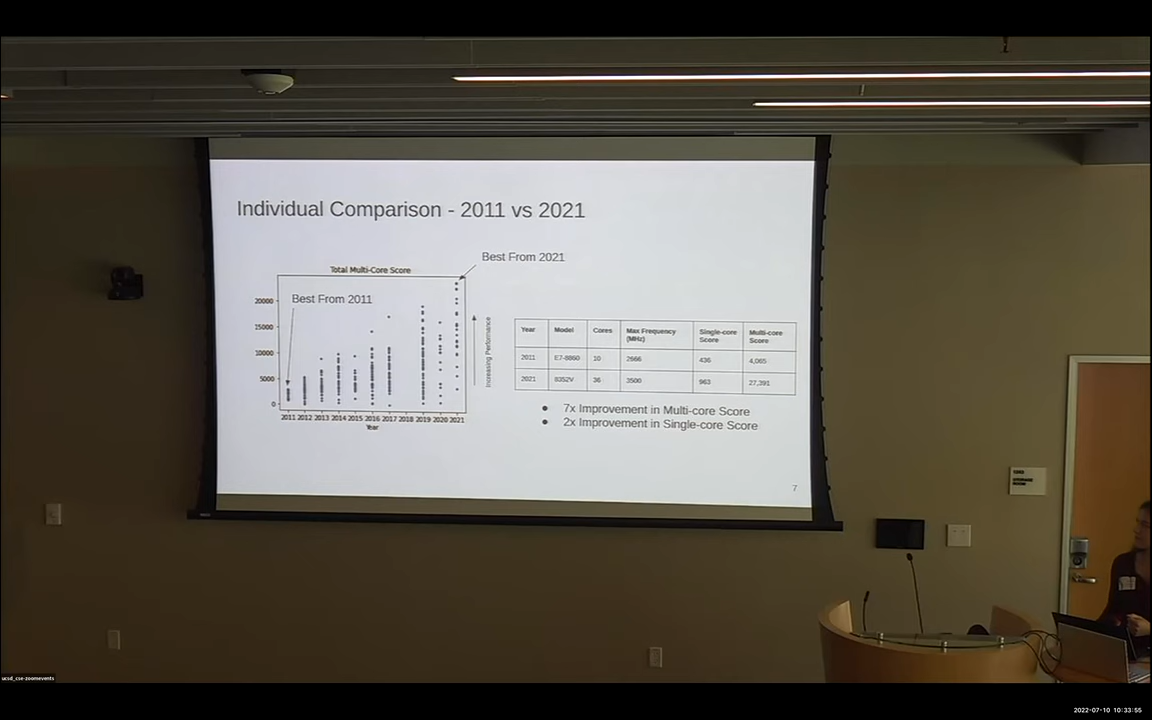 Individual Comparison - 2011 vs 2021
Best From 2021
Total Multi-Core Score
Best From 2011
20000
15000
10000
5000
0
2011 2012 2013 2014 2015 2016 2017 2018 2019 2020 2021
Year
Increasing Performance
Year Model Cores Max Frequency (MHz) Single-core Score Multi-core Score
2011 E7-8860 10 2666 436 4,065
2021 8352V 36 3500 963 27,391
● 7x Improvement in Multi-core Score
● 2x Improvement in Single-core Score
7
ucsd_cse-zoomevents
2022-07-10 10:33:55